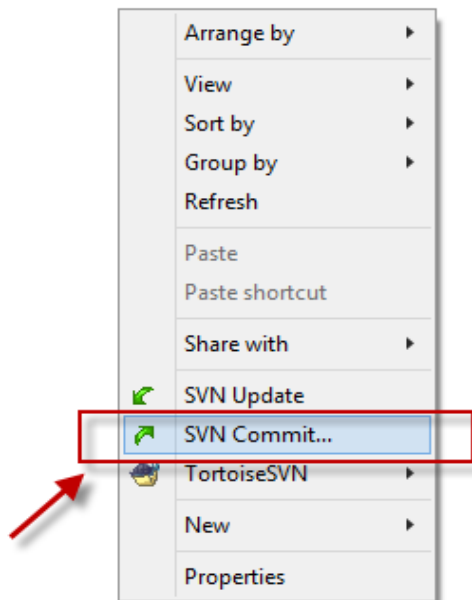 Arrange by
View
Sort by
Group by
Refresh
Paste
Paste shortcut
Share with
SVN Update
SVN Commit...
TortoiseSVN
New
Properties